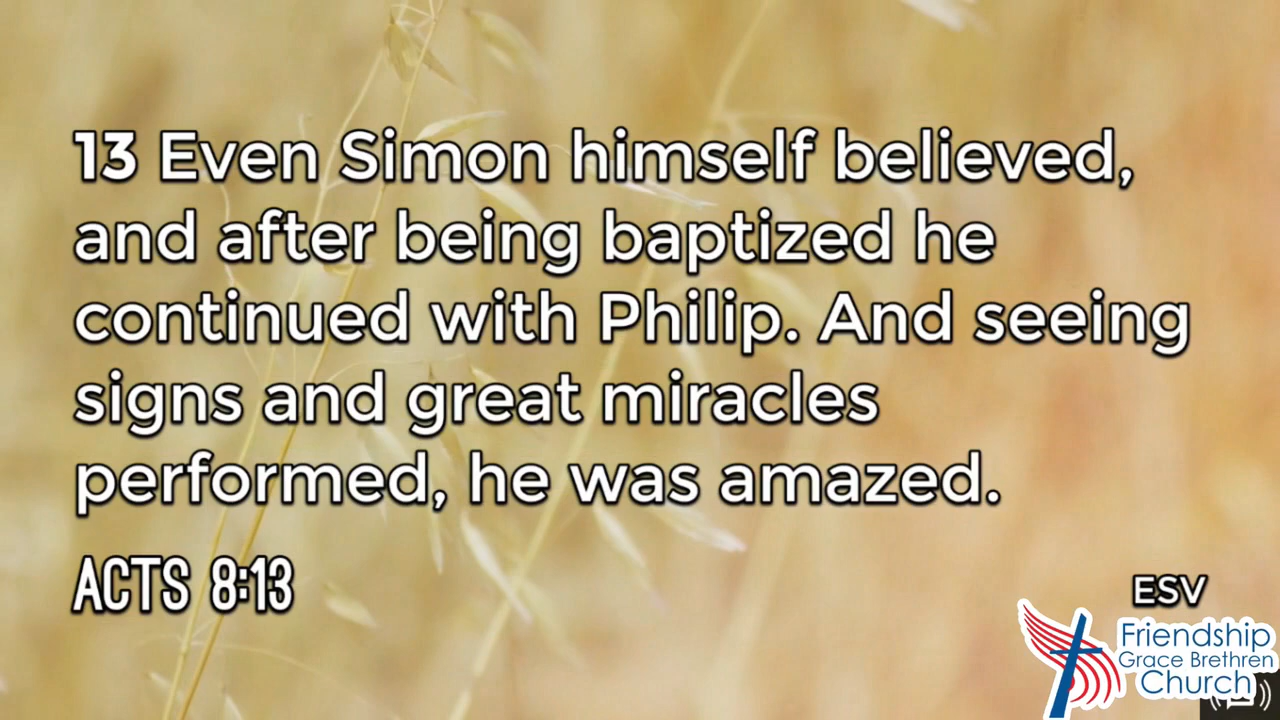 13 Even Simon himself believed,
and after being baptized he
continued with Philip. And seeing
signs and great miracles
performed, he was amazed.
ACTS 8:13
ESV
Friendship
Grace Brethren
Church